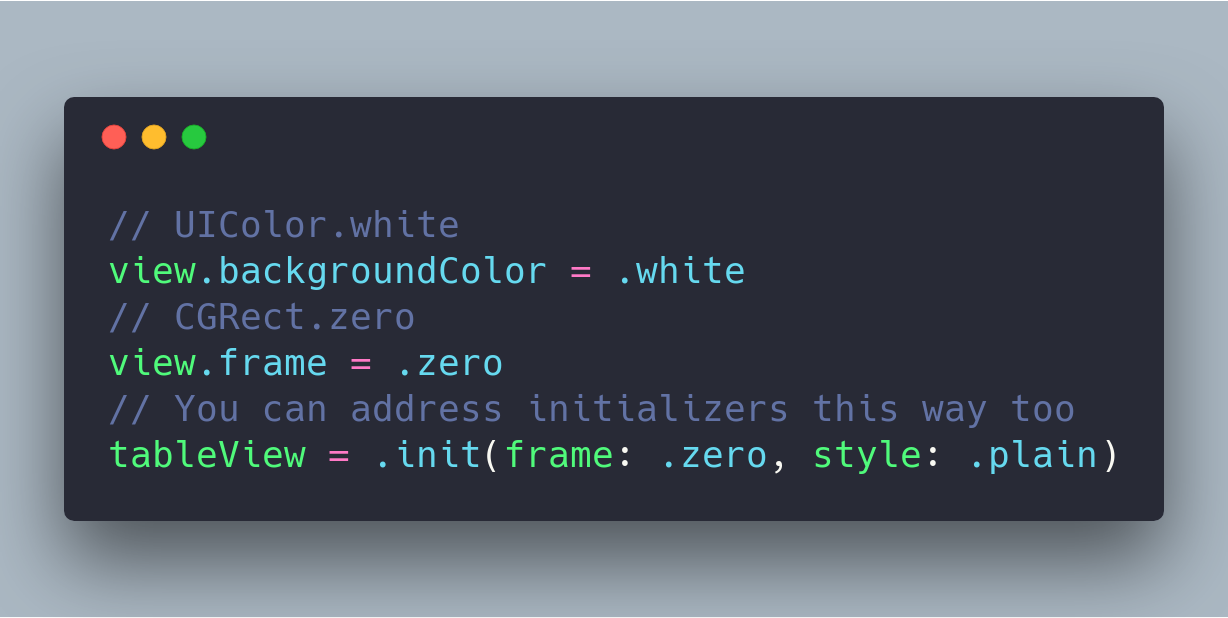 // UIColor.white
view.backgroundColor = .white
// CGRect.zero
view.frame = .zero
// You can address initializers this way too
tableView = .init(frame: .zero, style: .plain)